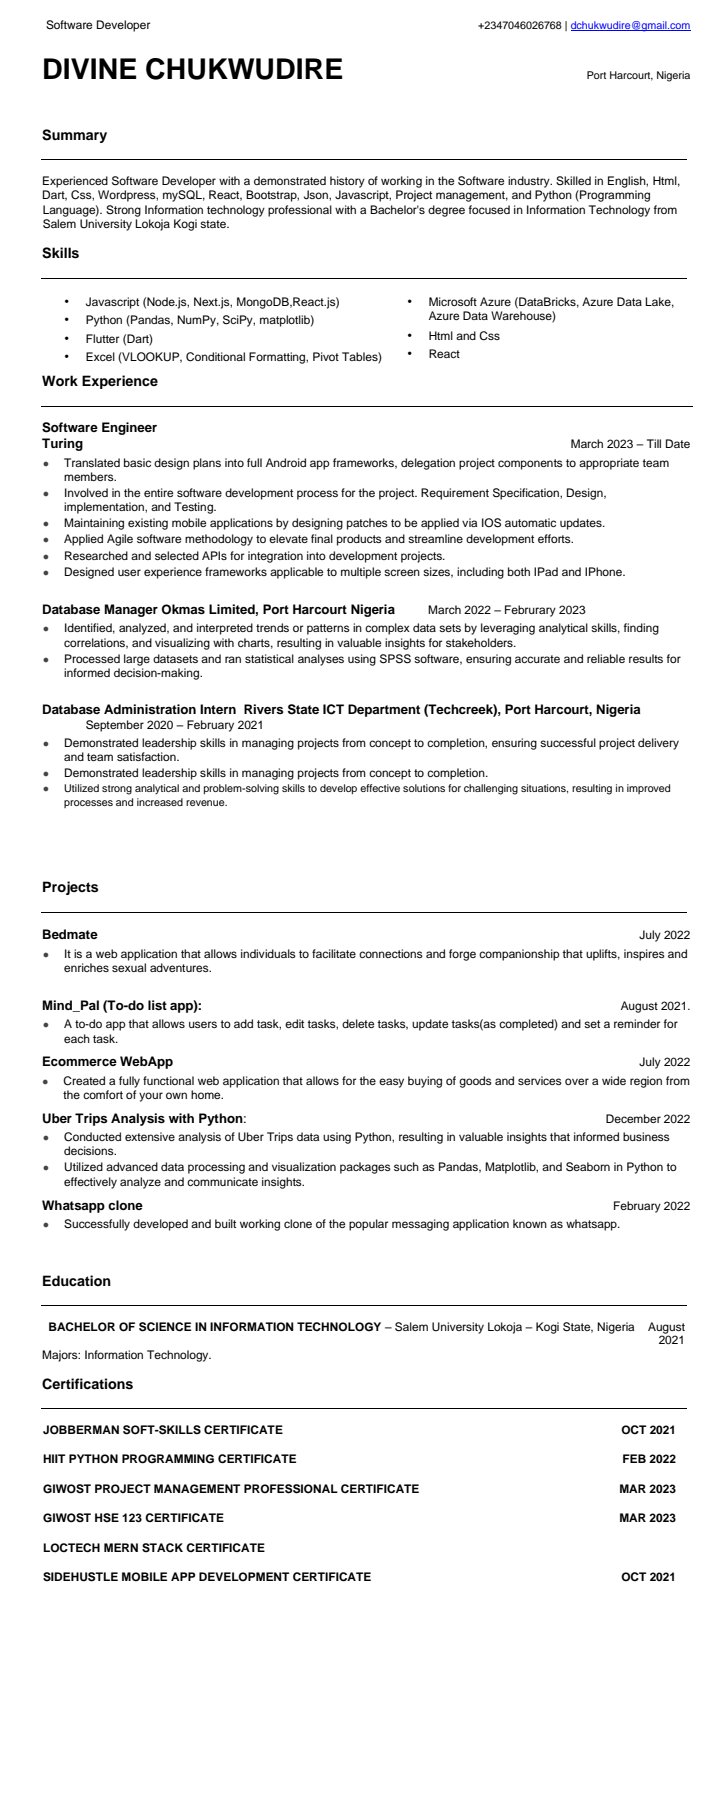 Software Developer +2347046026768 | dchukwudire@gmail.com
DIVINE CHUKWUDIRE Port Harcourt, Nigeria
Summary
Experienced Software Developer with a demonstrated history of working in the Software industry. Skilled in English, Html,
Dart, Css, Wordpress, mySQL, React, Bootstrap, Json, Javascript, Project management, and Python (Programming
Language). Strong Information technology professional with a Bachelor's degree focused in Information Technology from
Salem University Lokoja Kogi state.
Skills
• Javascript (Node.js, Next.js, MongoDB,React.js)
• Python (Pandas, NumPy, SciPy, matplotlib)
• Flutter (Dart)
• Excel (VLOOKUP, Conditional Formatting, Pivot Tables)
• Microsoft Azure (DataBricks, Azure Data Lake,
Azure Data Warehouse)
• Html and Css
• React
Work Experience
Software Engineer
Turing March 2023 – Till Date
• Translated basic design plans into full Android app frameworks, delegation project components to appropriate team
members.
• Involved in the entire software development process for the project. Requirement Specification, Design,
implementation, and Testing.
• Maintaining existing mobile applications by designing patches to be applied via IOS automatic updates.
• Applied Agile software methodology to elevate final products and streamline development efforts.
• Researched and selected APIs for integration into development projects.
• Designed user experience frameworks applicable to multiple screen sizes, including both IPad and IPhone.
Database Manager Okmas Limited, Port Harcourt Nigeria March 2022 – Februrary 2023
• Identified, analyzed, and interpreted trends or patterns in complex data sets by leveraging analytical skills, finding
correlations, and visualizing with charts, resulting in valuable insights for stakeholders.
• Processed large datasets and ran statistical analyses using SPSS software, ensuring accurate and reliable results for
informed decision-making.
Database Administration Intern Rivers State ICT Department (Techcreek), Port Harcourt, Nigeria
September 2020 – February 2021
• Demonstrated leadership skills in managing projects from concept to completion, ensuring successful project delivery
and team satisfaction.
• Demonstrated leadership skills in managing projects from concept to completion.
• Utilized strong analytical and problem-solving skills to develop effective solutions for challenging situations, resulting in improved
processes and increased revenue.
Projects
Bedmate July 2022
• It is a web application that allows individuals to facilitate connections and forge companionship that uplifts, inspires and
enriches sexual adventures.
Mind_Pal (To-do list app): August 2021.
• A to-do app that allows users to add task, edit tasks, delete tasks, update tasks(as completed) and set a reminder for
each task.
Ecommerce WebApp July 2022
• Created a fully functional web application that allows for the easy buying of goods and services over a wide region from
the comfort of your own home.
Uber Trips Analysis with Python: December 2022
• Conducted extensive analysis of Uber Trips data using Python, resulting in valuable insights that informed business
decisions.
• Utilized advanced data processing and visualization packages such as Pandas, Matplotlib, and Seaborn in Python to
effectively analyze and communicate insights.
Whatsapp clone February 2022
• Successfully developed and built working clone of the popular messaging application known as whatsapp.
Education
BACHELOR OF SCIENCE IN INFORMATION TECHNOLOGY – Salem University Lokoja – Kogi State, Nigeria August
2021
Majors: Information Technology.
Certifications
JOBBERMAN SOFT-SKILLS CERTIFICATE OCT 2021
HIIT PYTHON PROGRAMMING CERTIFICATE FEB 2022
GIWOST PROJECT MANAGEMENT PROFESSIONAL CERTIFICATE MAR 2023
GIWOST HSE 123 CERTIFICATE MAR 2023
LOCTECH MERN STACK CERTIFICATE
SIDEHUSTLE MOBILE APP DEVELOPMENT CERTIFICATE OCT 2021